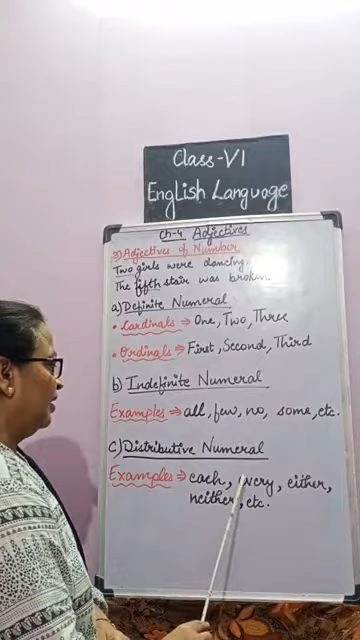 Class-VI
English Language
Ch-4 Adjectives
3) Adjectives of Number
Two girls were dancing.
The fifth stair was broken
a) Definite Numeral
• Cardinals ⇒ One, Two, Three
• Ordinals ⇒ First, Second, Third
b) Indefinite Numeral
Examples ⇒ all, few, no, some, etc.
c) Distributive Numeral
Examples ⇒ each, every, either,
neither, etc.